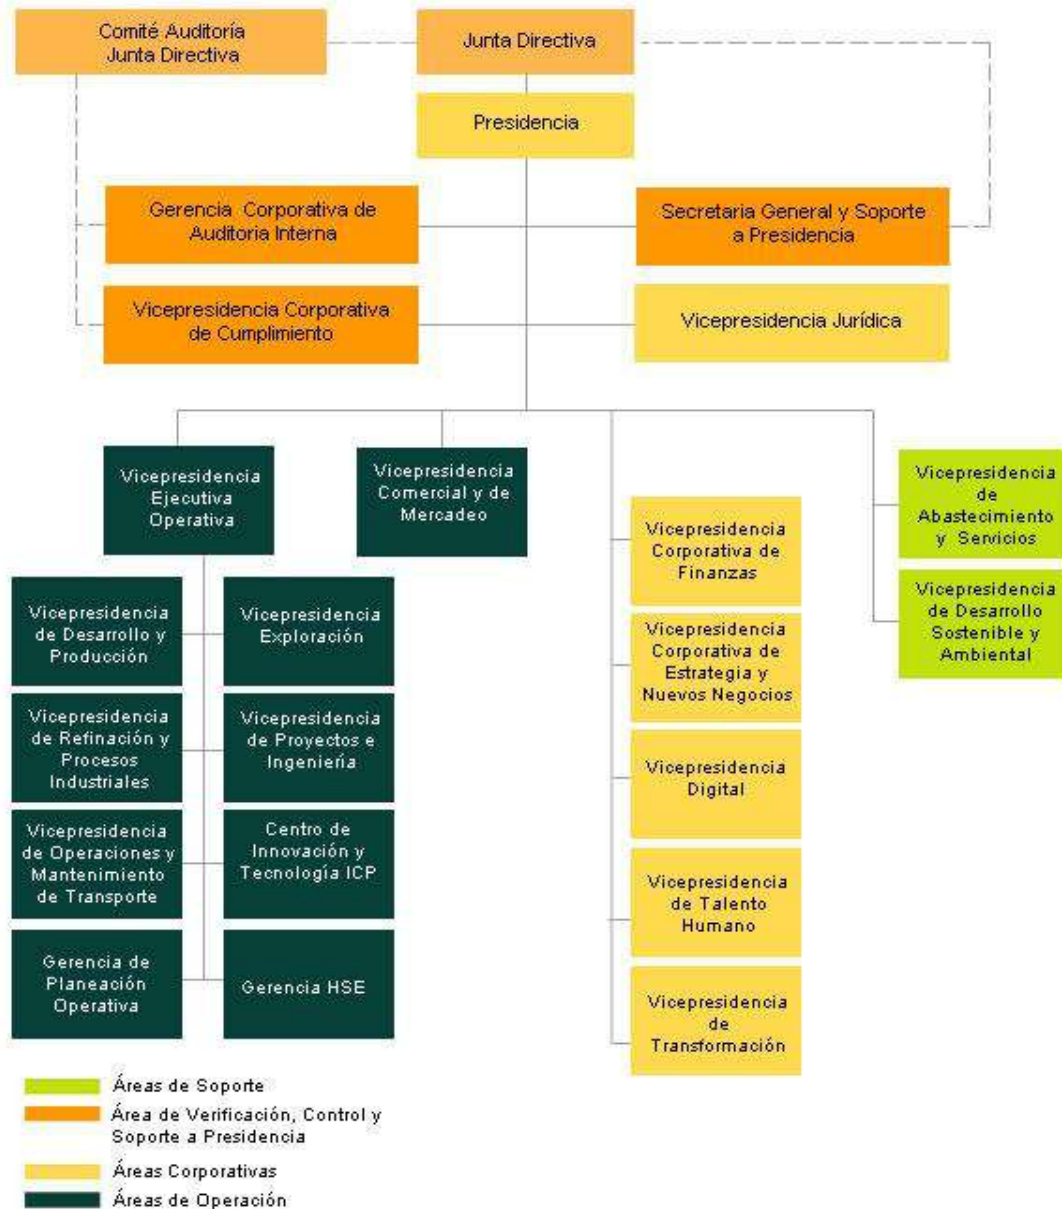 Comité Auditoría
Junta Directiva
Junta Directiva
Presidencia
Gerencia Corporativa de
Auditoria Interna
Secretaria General y Soporte
a Presidencia
Vicepresidencia Corporativa
de Cumplimiento
Vicepresidencia Jurídica
Vicepresidencia
Ejecutiva
Operativa
Vicepresidencia
Comercial y de
Mercadeo
Vicepresidencia
de Desarrollo y
Producción
Vicepresidencia
Exploración
Vicepresidencia
de Refinación y
Procesos
Industriales
Vicepresidencia
de Proyectos e
Ingeniería
Vicepresidencia
de Operaciones y
Mantenimiento
de Transporte
Centro de
Innovación y
Tecnología ICP
Gerencia de
Planeación
Operativa
Gerencia HSE
Vicepresidencia
Corporativa de
Finanzas
Vicepresidencia
Corporativa de
Estrategia y
Nuevos Negocios
Vicepresidencia
Digital
Vicepresidencia
de Talento
Humano
Vicepresidencia
de
Transformación
Vicepresidencia
de
Abastecimiento
y Servicios
Vicepresidencia
de Desarrollo
Sostenible y
Ambiental
Áreas de Soporte
Área de Verificación, Control y
Soporte a Presidencia
Áreas Corporativas
Áreas de Operación